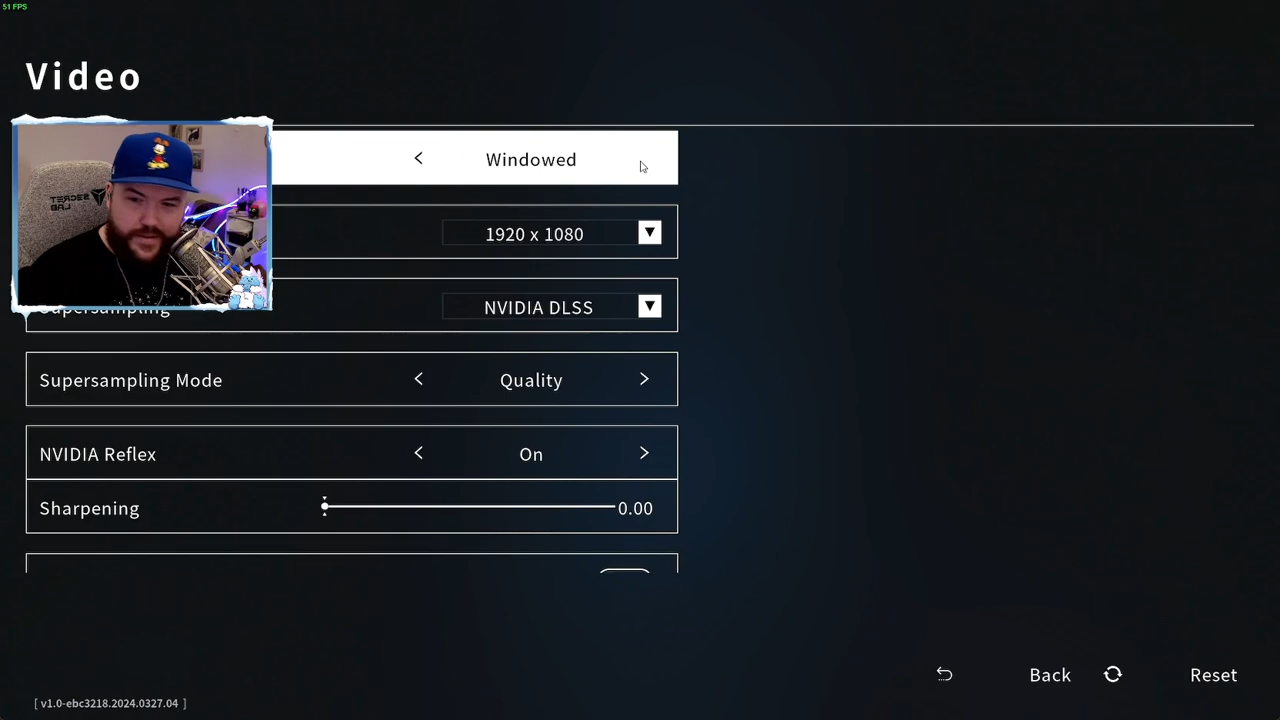 51 FPS
Video
< Windowed
1920 x 1080 ▼
Supersampling NVIDIA DLSS ▼
Supersampling Mode < Quality >
NVIDIA Reflex < On >
Sharpening 0.00
Back Reset
[ v1.0-ebc3218.2024.0327.04 ]